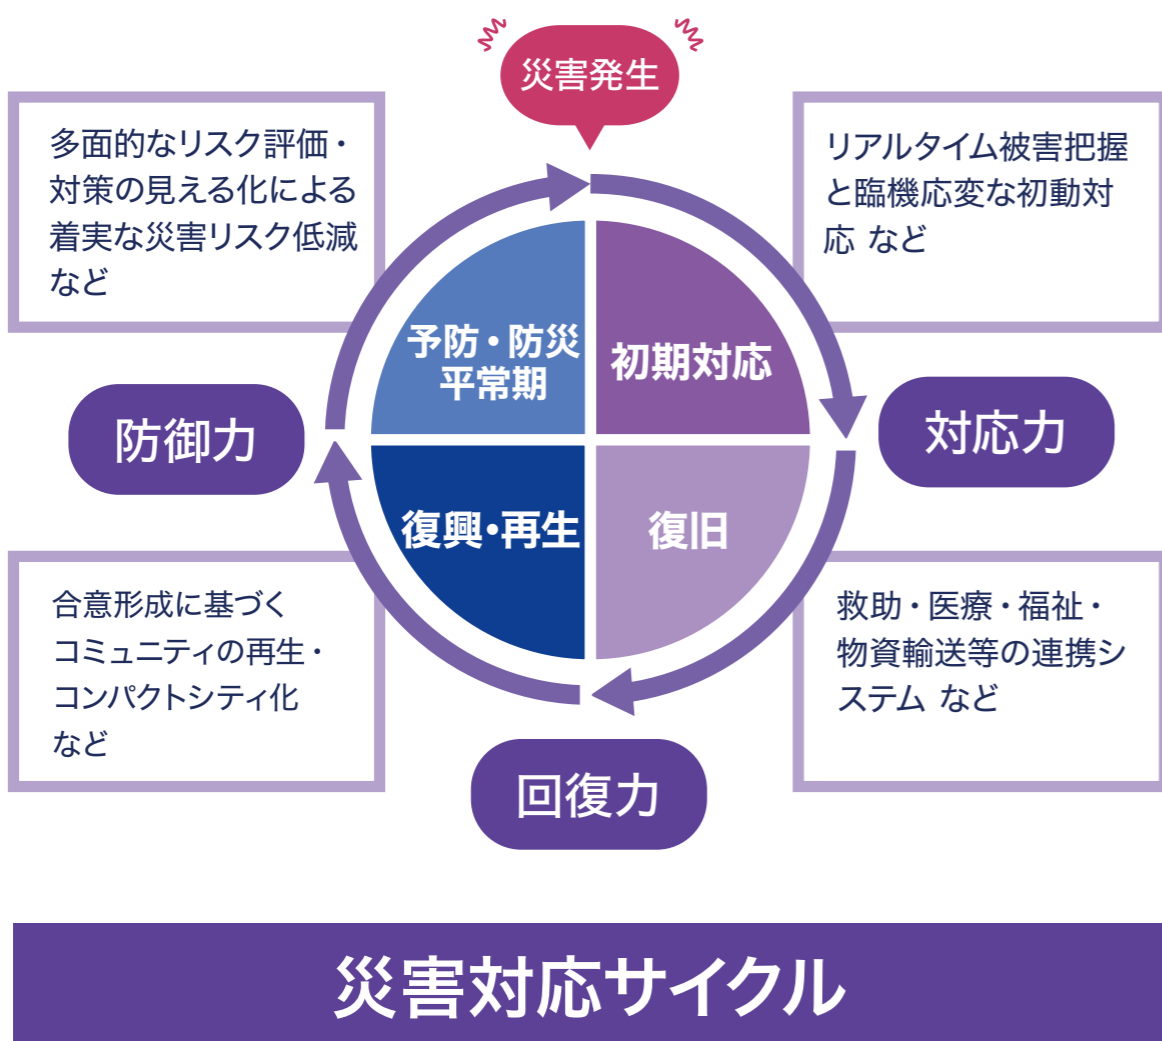 災害発生
多面的なリスク評価・
対策の見える化による
着実な災害リスク低減
など
リアルタイム被害把握
と臨機応変な初動対
応 など
予防・防災
平常期
初期対応
防御力
対応力
復興・再生
復旧
合意形成に基づく
コミュニティの再生・
コンパクトシティ化
など
救助・医療・福祉・
物資輸送等の連携シ
ステム など
回復力
災害対応サイクル